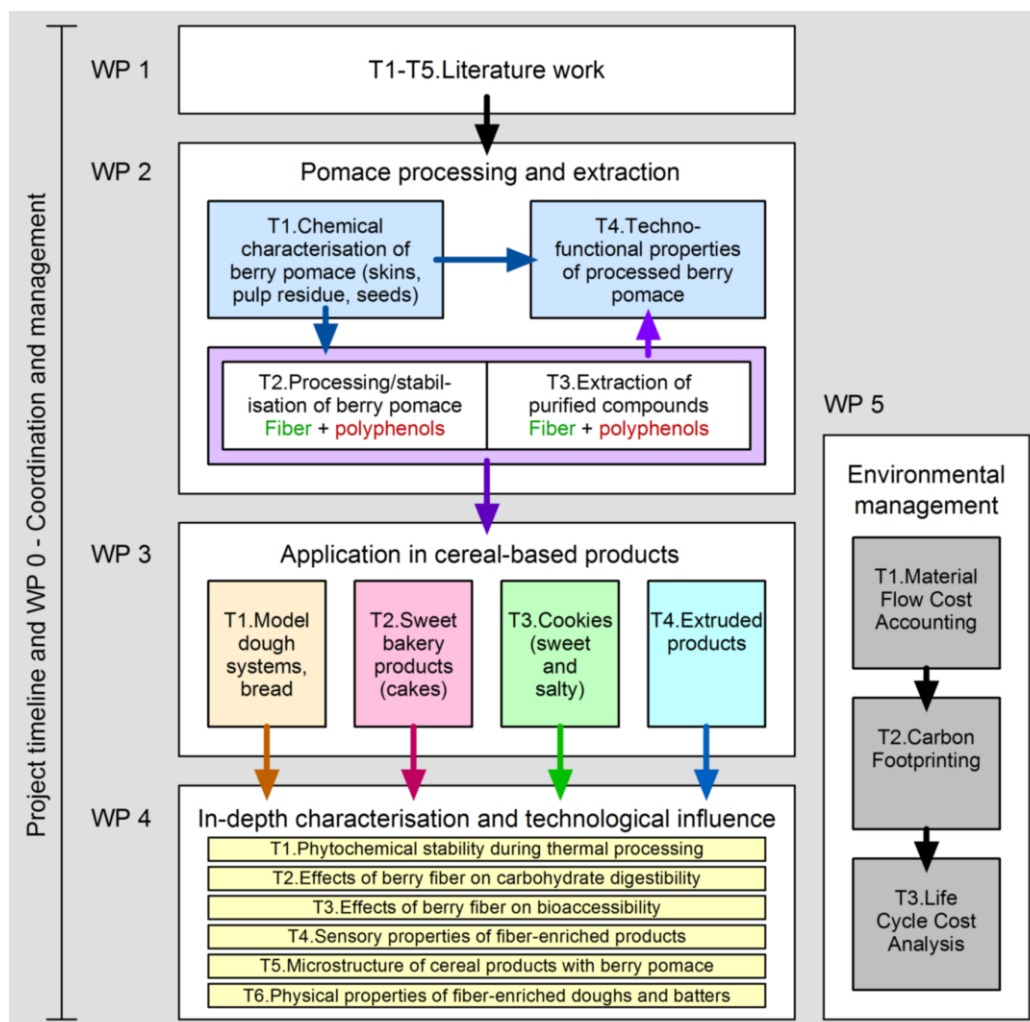 Project timeline and WP 0 - Coordination and management
WP 1
T1-T5.Literature work
WP 2
Pomace processing and extraction
T1.Chemical
characterisation of
berry pomace (skins,
pulp residue, seeds)
T4.Techno-
functional properties
of processed berry
pomace
T2.Processing/stabil-
isation of berry pomace
Fiber + polyphenols
T3.Extraction of
purified compounds
Fiber + polyphenols
WP 3
Application in cereal-based products
T1.Model
dough
systems,
bread
T2.Sweet
bakery
products
(cakes)
T3.Cookies
(sweet
and
salty)
T4.Extruded
products
WP 4
In-depth characterisation and technological influence
T1.Phytochemical stability during thermal processing
T2.Effects of berry fiber on carbohydrate digestibility
T3.Effects of berry fiber on bioaccessibility
T4.Sensory properties of fiber-enriched products
T5.Microstructure of cereal products with berry pomace
T6.Physical properties of fiber-enriched doughs and batters
WP 5
Environmental
management
T1.Material
Flow Cost
Accounting
T2.Carbon
Footprinting
T3.Life
Cycle Cost
Analysis